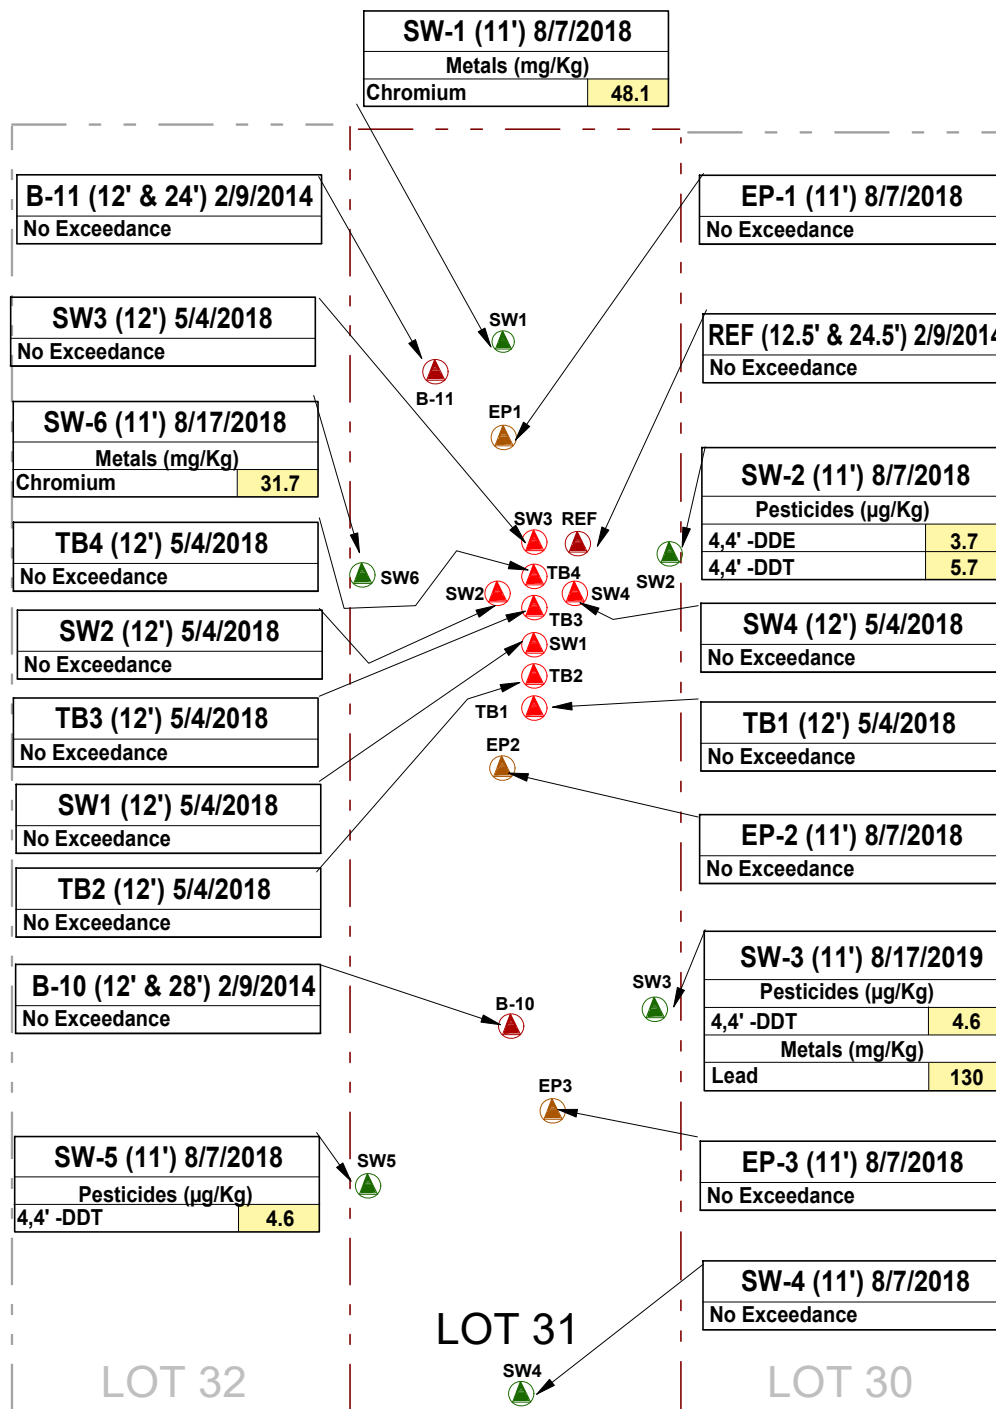 SW-1 (11') 8/7/2018
Metals (mg/Kg)
Chromium 48.1
B-11 (12' & 24') 2/9/2014
No Exceedance
EP-1 (11') 8/7/2018
No Exceedance
SW3 (12') 5/4/2018
No Exceedance
REF (12.5' & 24.5') 2/9/2014
No Exceedance
SW1
B-11
EP1
SW-6 (11') 8/17/2018
Metals (mg/Kg)
Chromium 31.7
SW-2 (11') 8/7/2018
Pesticides (µg/Kg)
4,4' -DDE 3.7
4,4' -DDT 5.7
SW3
REF
TB4 (12') 5/4/2018
No Exceedance
SW6
TB4
SW2
SW2
SW4
TB3
SW2 (12') 5/4/2018
No Exceedance
SW4 (12') 5/4/2018
No Exceedance
SW1
TB2
TB1
TB3 (12') 5/4/2018
No Exceedance
TB1 (12') 5/4/2018
No Exceedance
EP2
SW1 (12') 5/4/2018
No Exceedance
EP-2 (11') 8/7/2018
No Exceedance
TB2 (12') 5/4/2018
No Exceedance
B-10 (12' & 28') 2/9/2014
No Exceedance
B-10
SW3
SW-3 (11') 8/17/2019
Pesticides (µg/Kg)
4,4' -DDT 4.6
Metals (mg/Kg)
Lead 130
EP3
SW-5 (11') 8/7/2018
Pesticides (µg/Kg)
4,4' -DDT 4.6
SW5
EP-3 (11') 8/7/2018
No Exceedance
SW-4 (11') 8/7/2018
No Exceedance
LOT 31
SW4
LOT 32
LOT 30